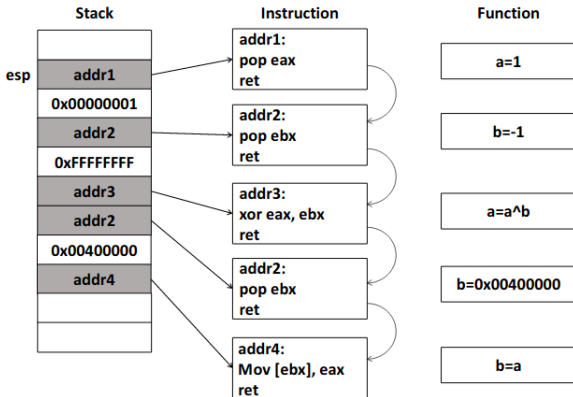 Stack
Instruction
Function
esp
addr1
0x00000001
addr2
0xFFFFFFFF
addr3
addr2
0x00400000
addr4
addr1:
pop eax
ret
addr2:
pop ebx
ret
addr3:
xor eax, ebx
ret
addr2:
pop ebx
ret
addr4:
Mov [ebx], eax
ret
a=1
b=-1
a=a^b
b=0x00400000
b=a